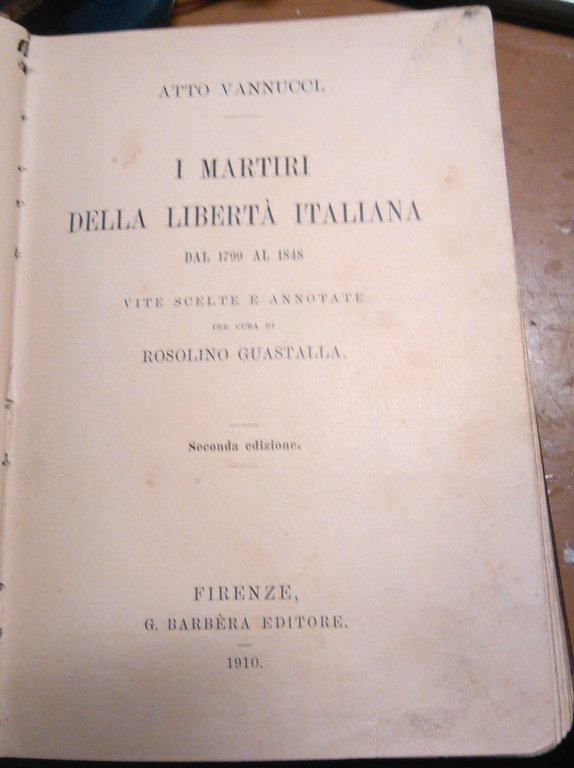 ATTO VANNUCCI.
I MARTIRI
DELLA LIBERTÀ ITALIANA
DAL 1799 AL 1848
VITE SCELTE E ANNOTATE
PER CURA DI
ROSOLINO GUASTALLA.
Seconda edizione.
FIRENZE,
G. BARBÈRA EDITORE.
1910.